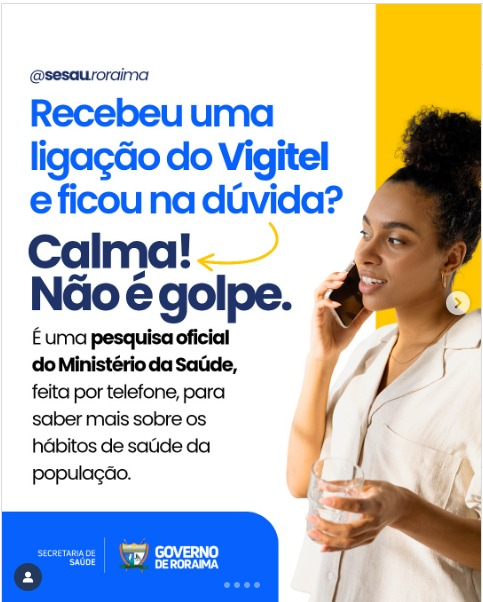 @sesau.roraima
Recebeu uma
ligação do Vigitel
e ficou na dúvida?
Calma!
Não é golpe.
É uma pesquisa oficial
do Ministério da Saúde,
feita por telefone, para
saber mais sobre os
hábitos de saúde da
população.
SECRETARIA DE
SAÚDE
GOVERNO
DE RORAIMA